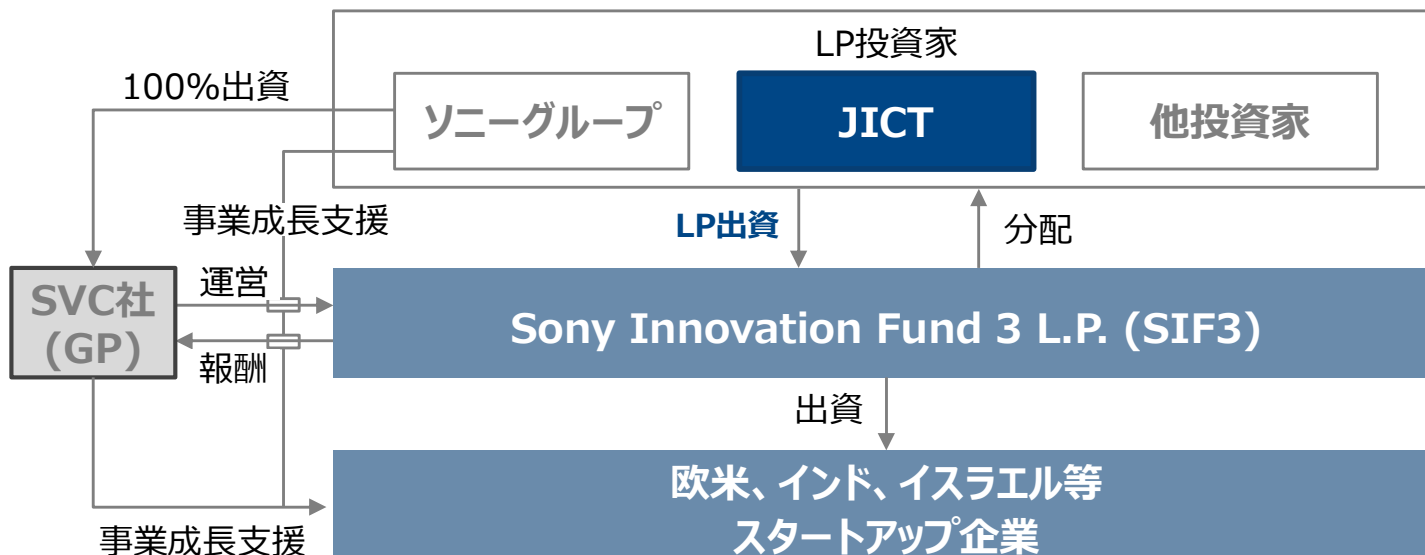 LP投資家
100%出資
ソニーグループ
JICT
他投資家
事業成長支援
LP出資
分配
SVC社
(GP)
運営
報酬
Sony Innovation Fund 3 L.P. (SIF3)
出資
欧米、インド、イスラエル等
スタートアップ企業
事業成長支援